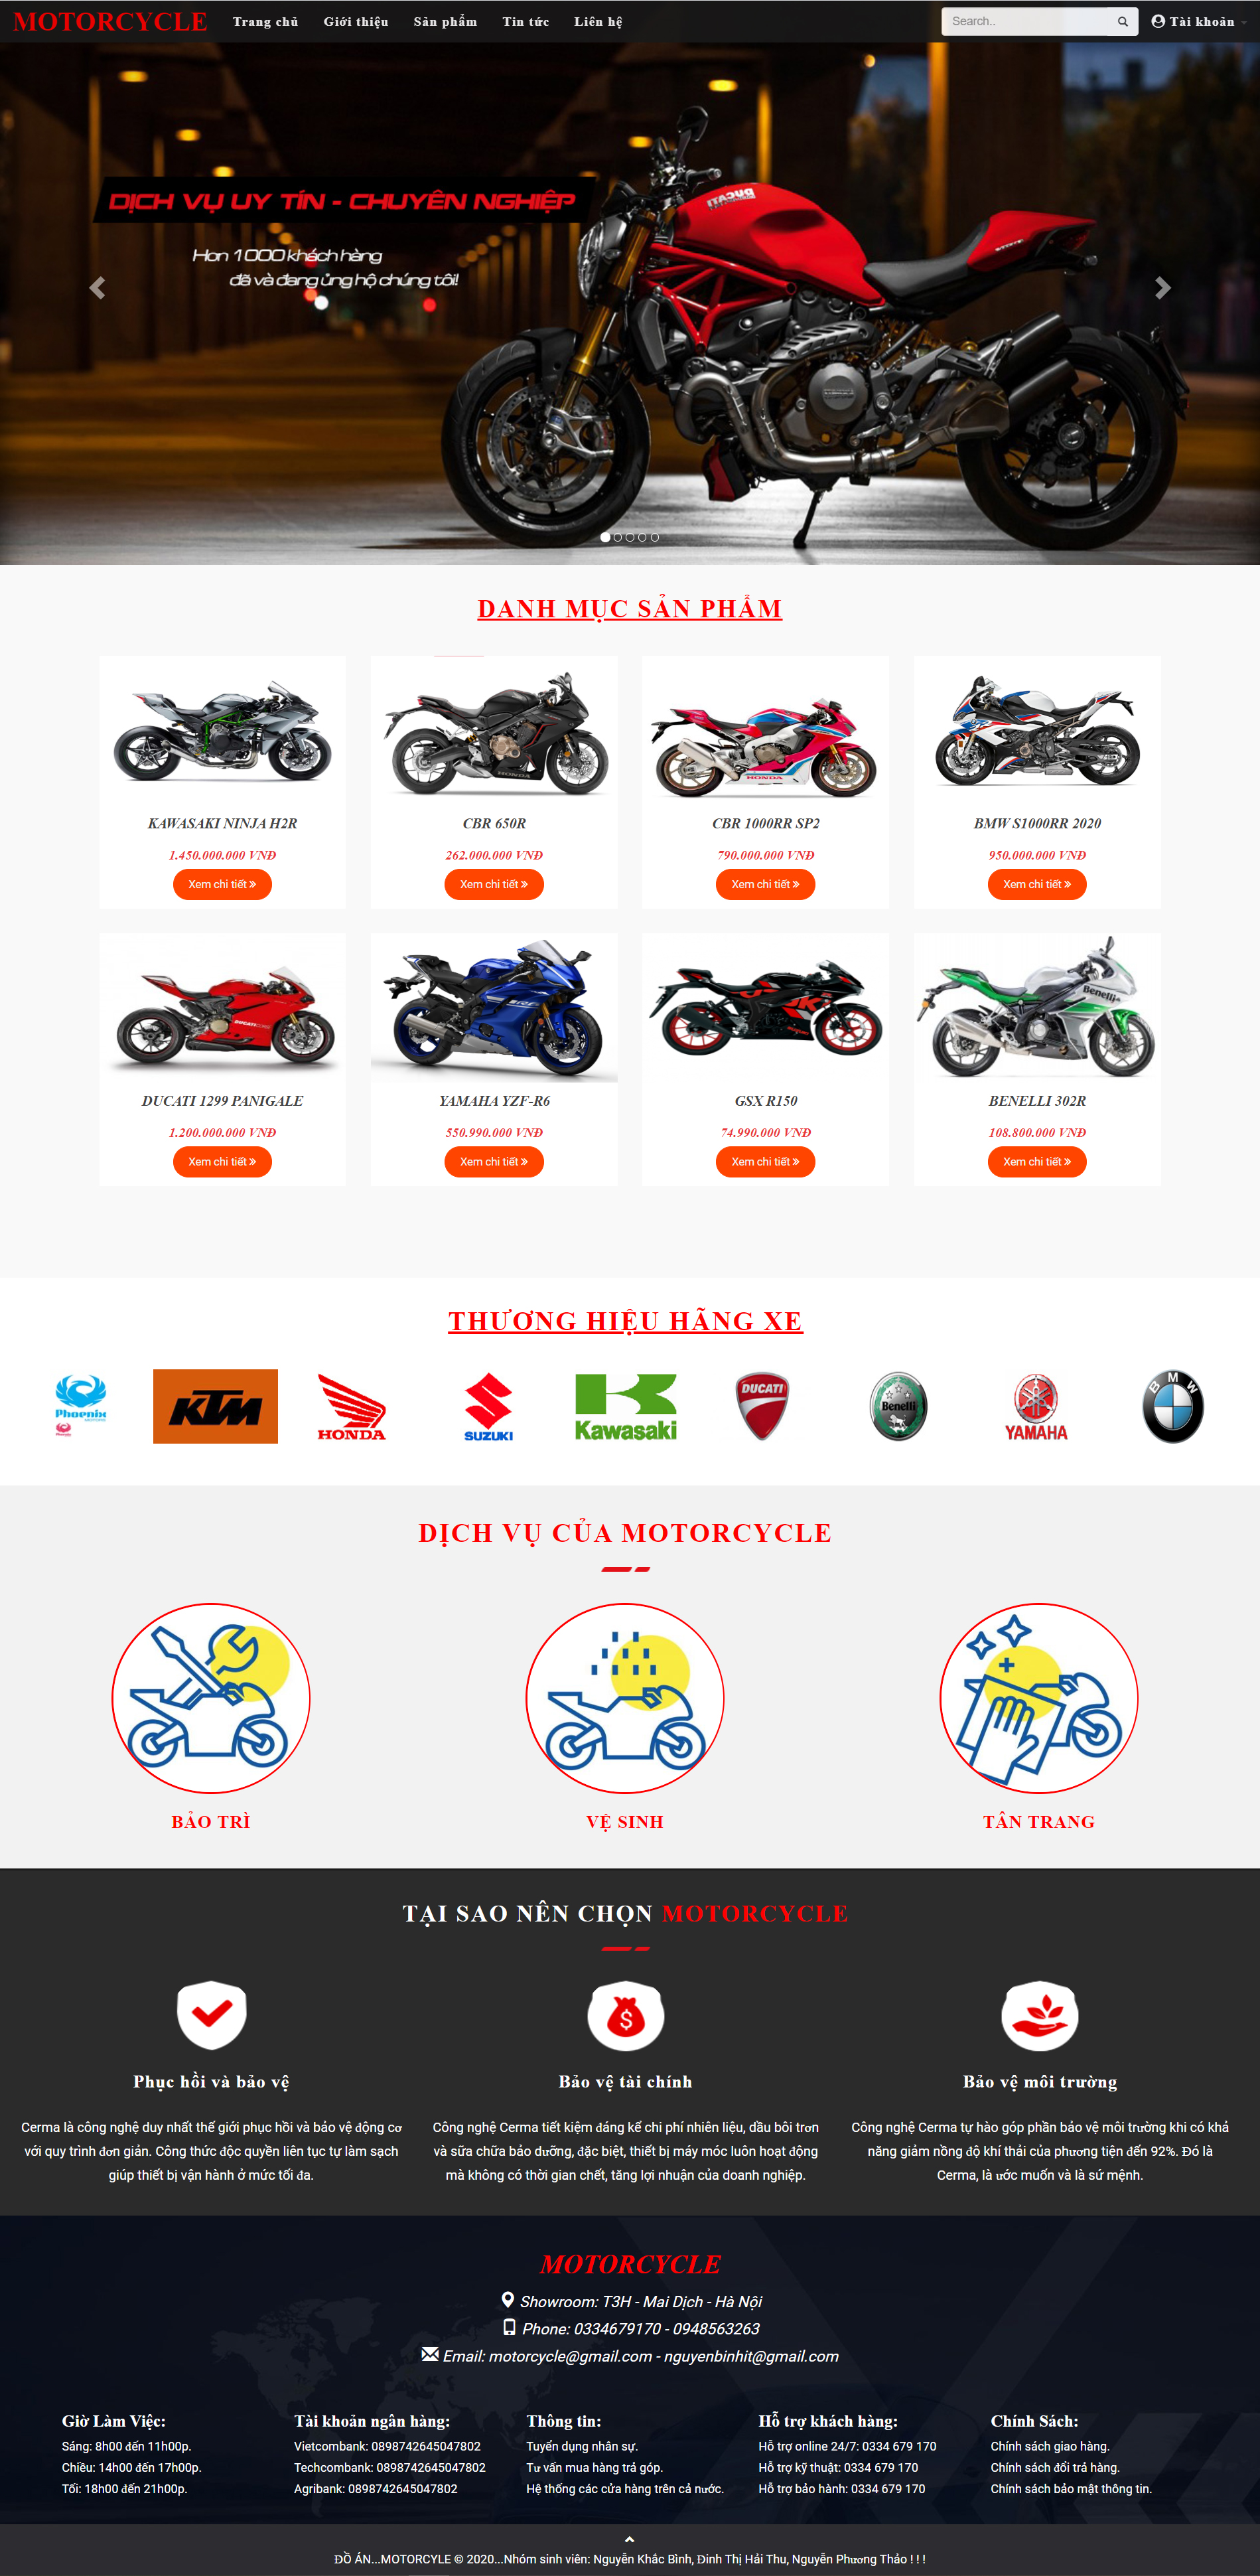 MOTORCYCLE Trang chủ Giới thiệu Sản phẩm Tin tức Liên hệ Search.. Tài khoản
DUCATI
DỊCH VỤ UY TÍN - CHUYÊN NGHIỆP
Hơn 1000 khách hàng
đã và đang ủng hộ chúng tôi!
DANH MỤC SẢN PHẨM
HONDA
HONDA
KAWASAKI NINJA H2R CBR 650R CBR 1000RR SP2 BMW S1000RR 2020
1.450.000.000 VNĐ 262.000.000 VNĐ 790.000.000 VNĐ 950.000.000 VNĐ
Xem chi tiết Xem chi tiết Xem chi tiết Xem chi tiết
Benelli
DUCATI 1299 PANIGALE YAMAHA YZF-R6 GSX R150 BENELLI 302R
1.200.000.000 VNĐ 550.990.000 VNĐ 74.990.000 VNĐ 108.800.000 VNĐ
Xem chi tiết Xem chi tiết Xem chi tiết Xem chi tiết
THƯƠNG HIỆU HÃNG XE
Phoenix
MOTORS
KTM
HONDA
SUZUKI
Kawasaki
DUCATI
Benelli
YAMAHA
BMW
DỊCH VỤ CỦA MOTORCYCLE
BẢO TRÌ VỆ SINH TÂN TRANG
TẠI SAO NÊN CHỌN MOTORCYCLE
$
Phục hồi và bảo vệ
Cerma là công nghệ duy nhất thế giới phục hồi và bảo vệ động cơ
với quy trình đơn giản. Công thức độc quyền liên tục tự làm sạch
giúp thiết bị vận hành ở mức tối đa.
Bảo vệ tài chính
Công nghệ Cerma tiết kiệm đáng kể chi phí nhiên liệu, dầu bôi trơn
và sữa chữa bảo dưỡng, đặc biệt, thiết bị máy móc luôn hoạt động
mà không có thời gian chết, tăng lợi nhuận của doanh nghiệp.
Bảo vệ môi trường
Công nghệ Cerma tự hào góp phần bảo vệ môi trường khi có khả
năng giảm nồng độ khí thải của phương tiện đến 92%. Đó là
Cerma, là ước muốn và là sứ mệnh.
MOTORCYCLE
Showroom: T3H - Mai Dịch - Hà Nội
Phone: 0334679170 - 0948563263
Email: motorcycle@gmail.com - nguyenbinhit@gmail.com
Giờ Làm Việc:
Sáng: 8h00 đến 11h00p.
Chiều: 14h00 đến 17h00p.
Tối: 18h00 đến 21h00p.
Tài khoản ngân hàng:
Vietcombank: 0898742645047802
Techcombank: 0898742645047802
Agribank: 0898742645047802
Thông tin:
Tuyển dụng nhân sự.
Tư vấn mua hàng trả góp.
Hệ thống các cửa hàng trên cả nước.
Hỗ trợ khách hàng:
Hỗ trợ online 24/7: 0334 679 170
Hỗ trợ kỹ thuật: 0334 679 170
Hỗ trợ bảo hành: 0334 679 170
Chính Sách:
Chính sách giao hàng.
Chính sách đổi trả hàng.
Chính sách bảo mật thông tin.
ĐỒ ÁN...MOTORCYLE © 2020...Nhóm sinh viên: Nguyễn Khắc Bình, Đinh Thị Hải Thu, Nguyễn Phương Thảo ! ! !